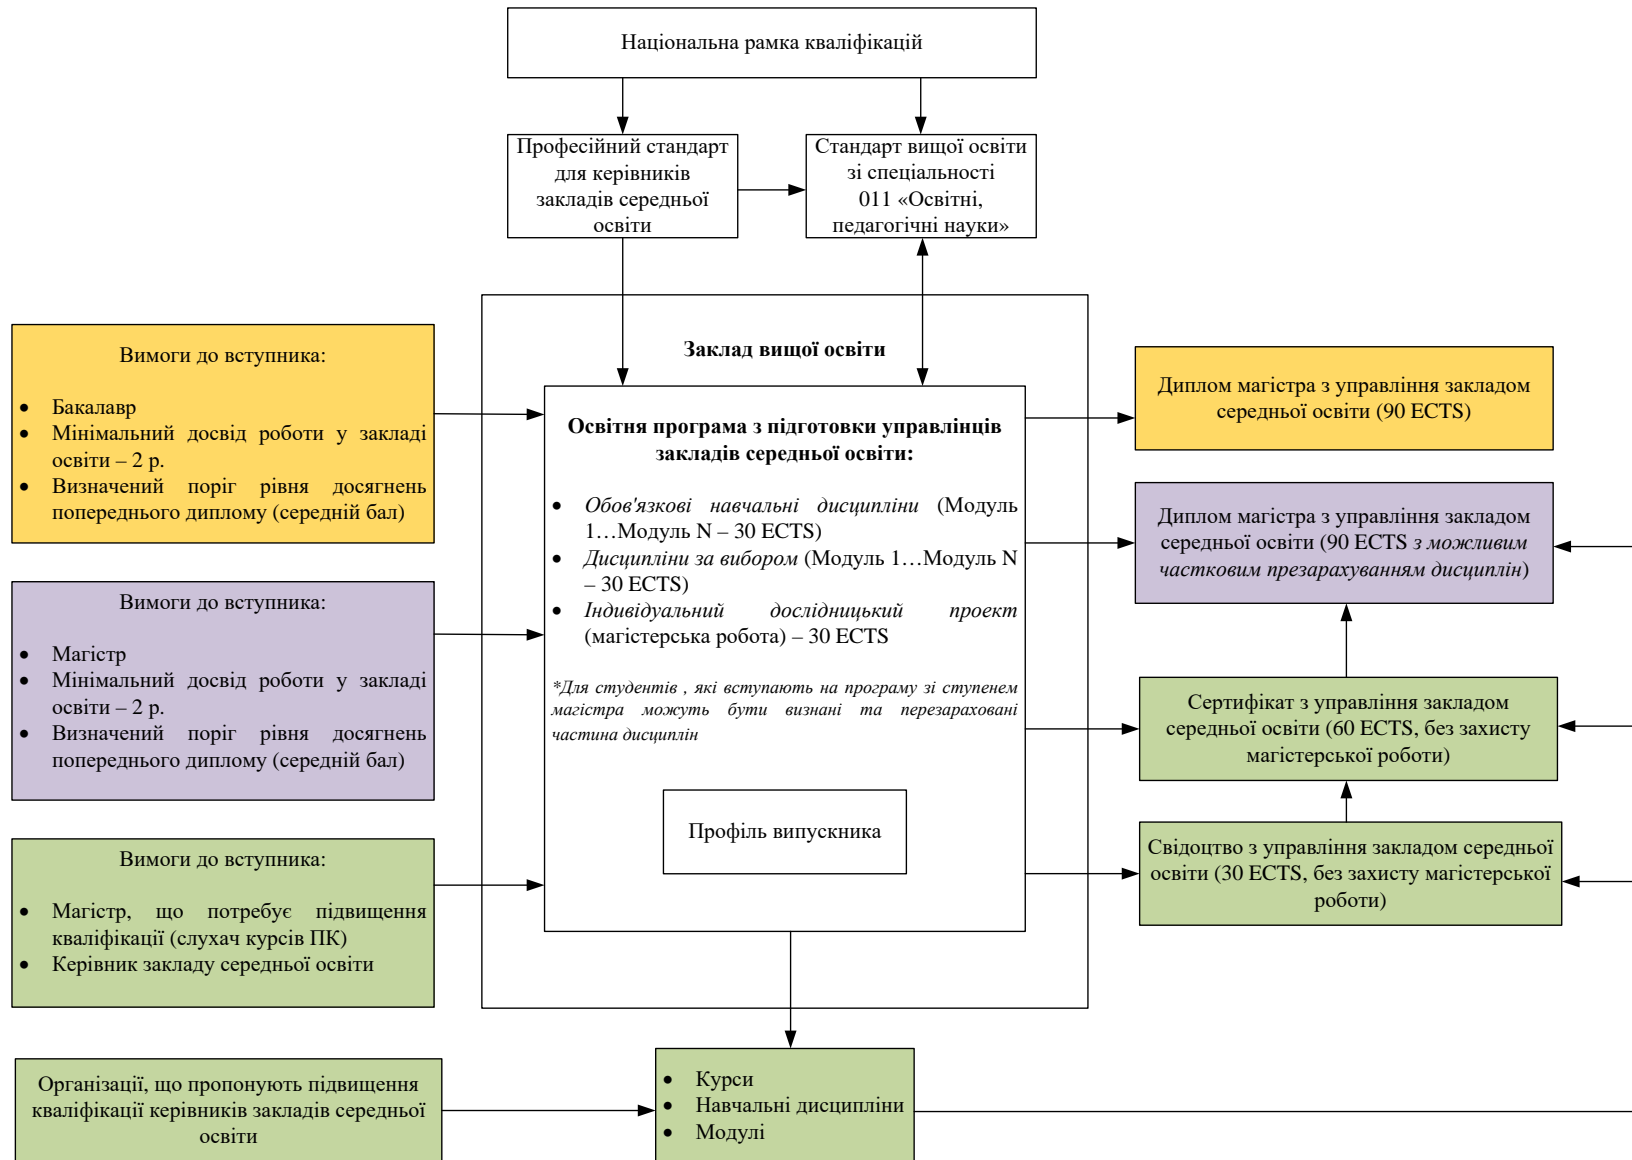 Національна рамка кваліфікацій
Професійний стандарт
для керівників
закладів середньої
освіти
Стандарт вищої освіти
зі спеціальності
011 «Освітні,
педагогічні науки»
Вимоги до вступника:
• Бакалавр
• Мінімальний досвід роботи у закладі
освіти – 2 р.
• Визначений поріг рівня досягнень
попереднього диплому (середній бал)
Вимоги до вступника:
• Магістр
• Мінімальний досвід роботи у закладі
освіти – 2 р.
• Визначений поріг рівня досягнень
попереднього диплому (середній бал)
Вимоги до вступника:
• Магістр, що потребує підвищення
кваліфікації (слухач курсів ПК)
• Керівник закладу середньої освіти
Заклад вищої освіти
Освітня програма з підготовки управлінців
закладів середньої освіти:
• Обов'язкові навчальні дисципліни (Модуль
1…Модуль N – 30 ECTS)
• Дисципліни за вибором (Модуль 1…Модуль N
– 30 ECTS)
• Індивідуальний дослідницький проект
(магістерська робота) – 30 ECTS
*Для студентів , які вступають на програму зі ступенем
магістра можуть бути визнані та перезараховані
частина дисциплін
Профіль випускника
Диплом магістра з управління закладом
середньої освіти (90 ECTS)
Диплом магістра з управління закладом
середньої освіти (90 ECTS з можливим
частковим презарахуванням дисциплін)
Сертифікат з управління закладом
середньої освіти (60 ECTS, без захисту
магістерської роботи)
Свідоцтво з управління закладом середньої
освіти (30 ECTS, без захисту магістерської
роботи)
Організації, що пропонують підвищення
кваліфікації керівників закладів середньої
освіти
• Курси
• Навчальні дисципліни
• Модулі